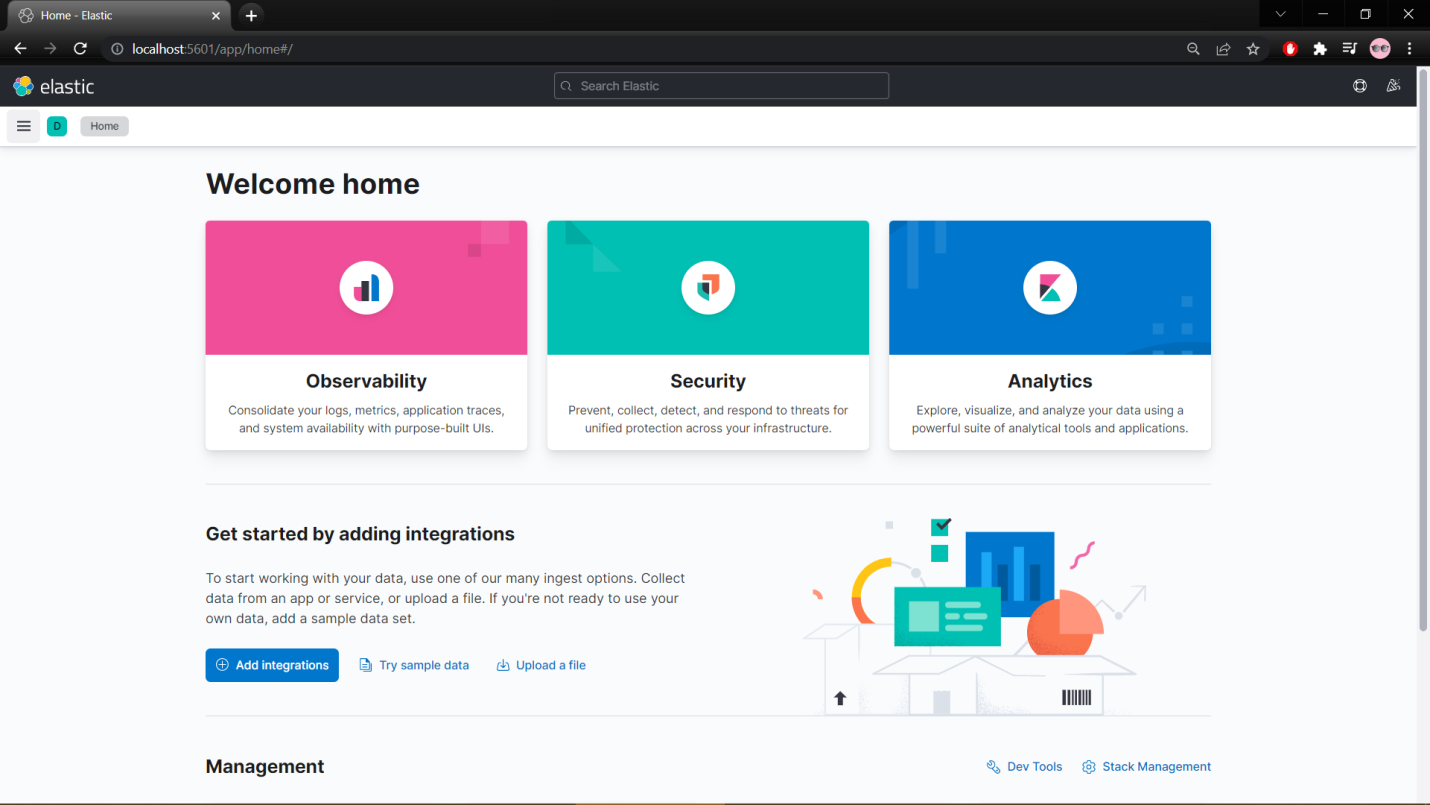 Home - Elastic
localhost:5601/app/home#/
elastic
Search Elastic
D
Home
Welcome home
Observability
Consolidate your logs, metrics, application traces,
and system availability with purpose-built UIs.
Security
Prevent, collect, detect, and respond to threats for
unified protection across your infrastructure.
Analytics
Explore, visualize, and analyze your data using a
powerful suite of analytical tools and applications.
Get started by adding integrations
To start working with your data, use one of our many ingest options. Collect
data from an app or service, or upload a file. If you're not ready to use your
own data, add a sample data set.
Add integrations
Try sample data
Upload a file
Management
Dev Tools
Stack Management